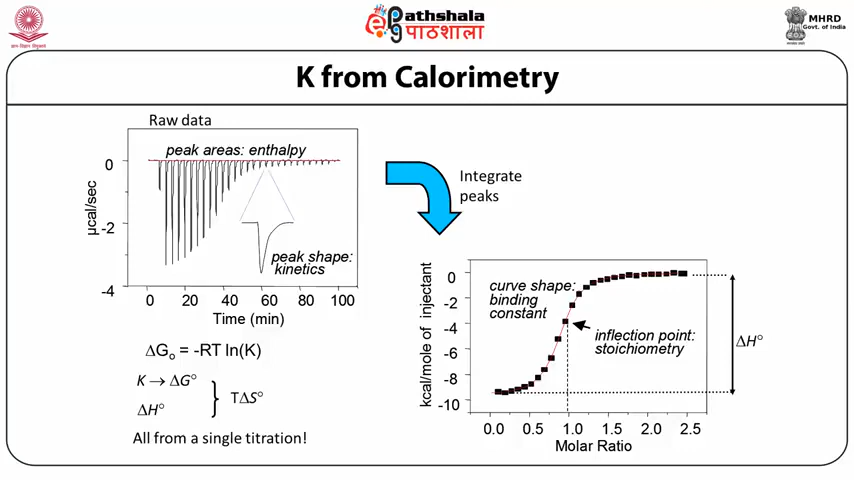 Pathshala
पाठशाला
MHRD
Govt. of India
K from Calorimetry
Raw data
peak areas: enthalpy
0
-2
-4
µcal/sec
peak shape:
kinetics
0 20 40 60 80 100
Time (min)
Integrate
peaks
ΔGo = -RT ln(K)
K → ΔG°
ΔH°
} TΔS°
All from a single titration!
0
-2
-4
-6
-8
-10
kcal/mole of injectant
curve shape:
binding
constant
inflection point:
stoichiometry
ΔH°
0.0 0.5 1.0 1.5 2.0 2.5
Molar Ratio